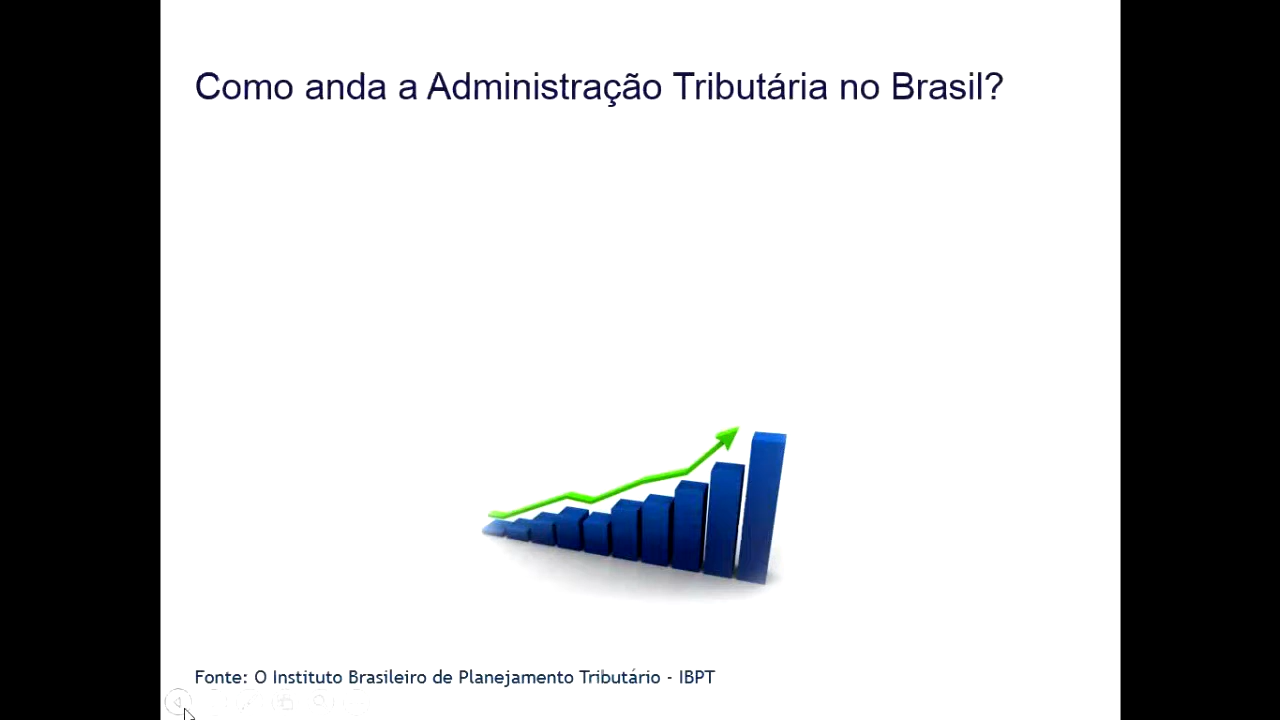 Como anda a Administração Tributária no Brasil?
Fonte: O Instituto Brasileiro de Planejamento Tributário - IBPT